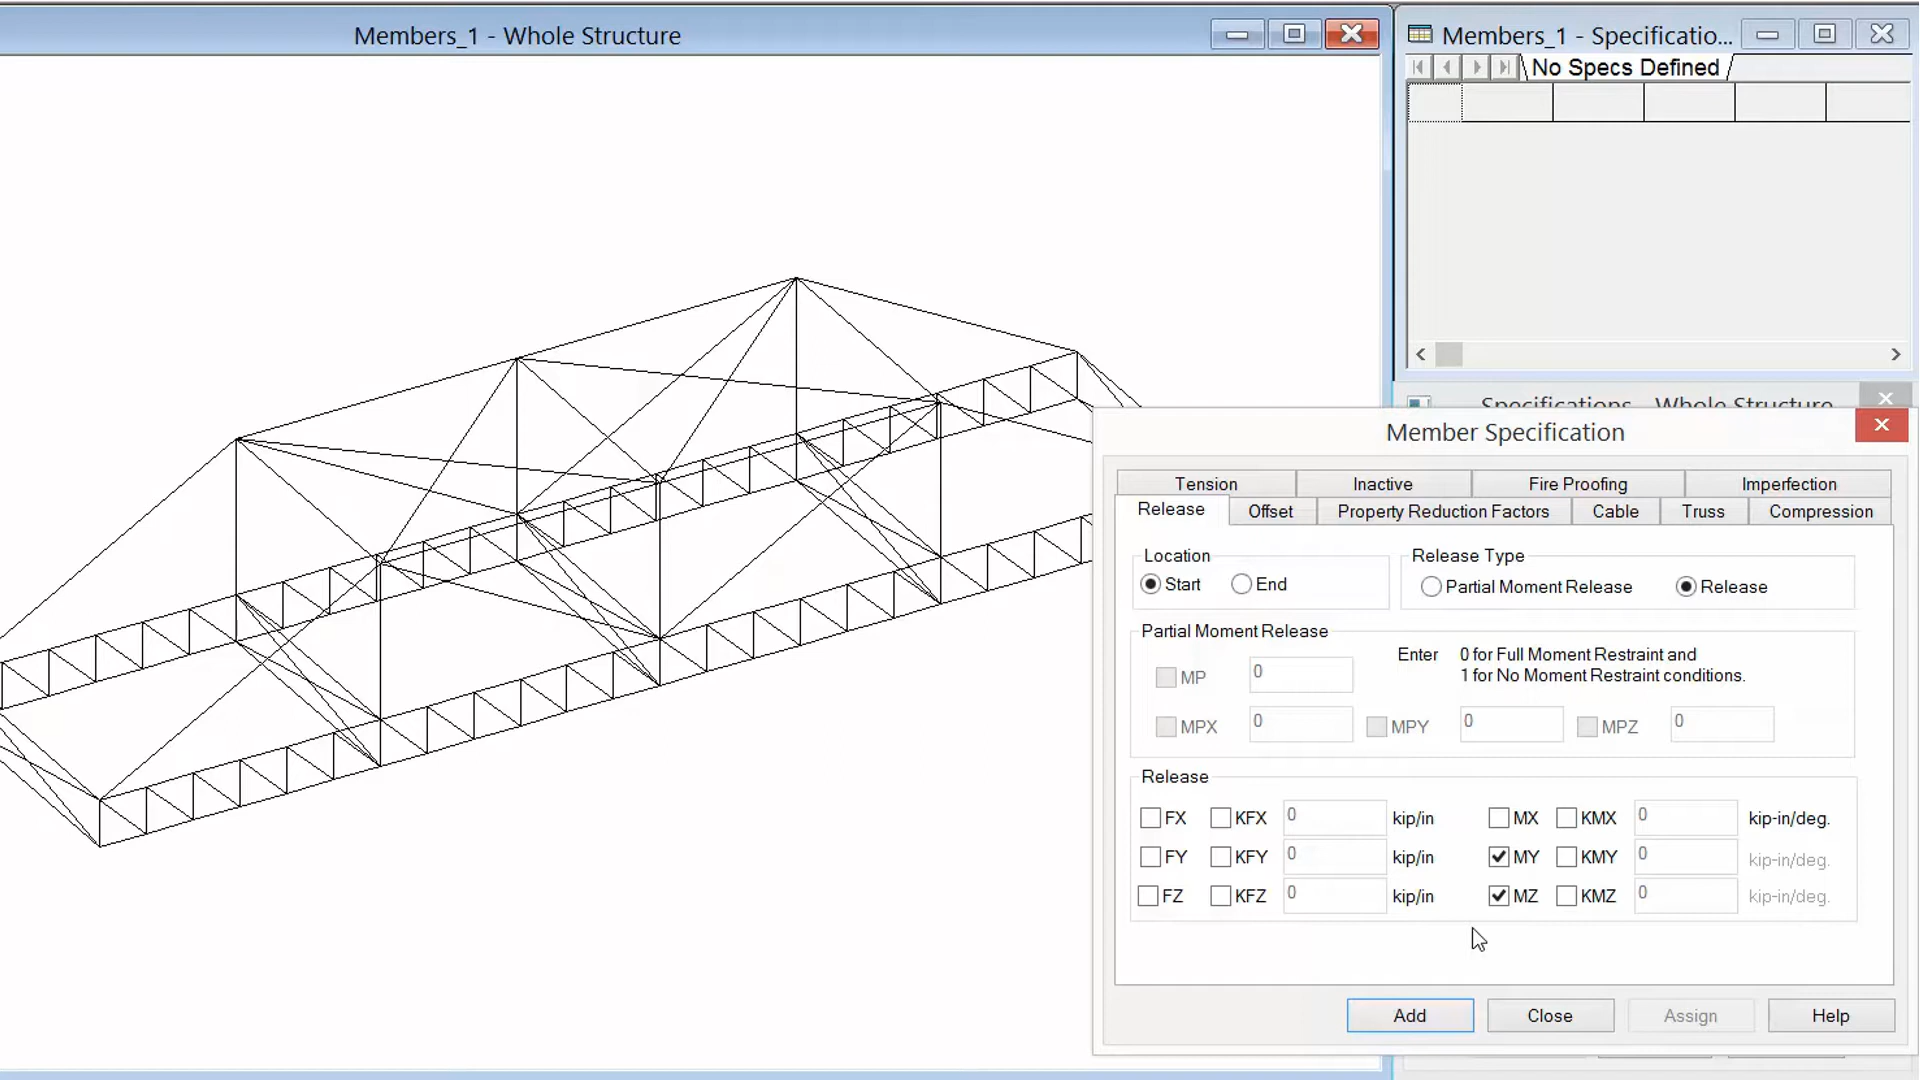 Members_1 - Whole Structure
Members_1 - Specificatio...
No Specs Defined
Specifications - Whole Structure
Member Specification
Tension Inactive Fire Proofing Imperfection
Release Offset Property Reduction Factors Cable Truss Compression
Location
Start End
Release Type
Partial Moment Release Release
Partial Moment Release
Enter 0 for Full Moment Restraint and
1 for No Moment Restraint conditions.
MP 0
MPX 0 MPY 0 MPZ 0
Release
FX KFX 0 kip/in MX KMX 0 kip-in/deg.
FY KFY 0 kip/in MY KMY 0 kip-in/deg.
FZ KFZ 0 kip/in MZ KMZ 0 kip-in/deg.
Add Close Assign Help